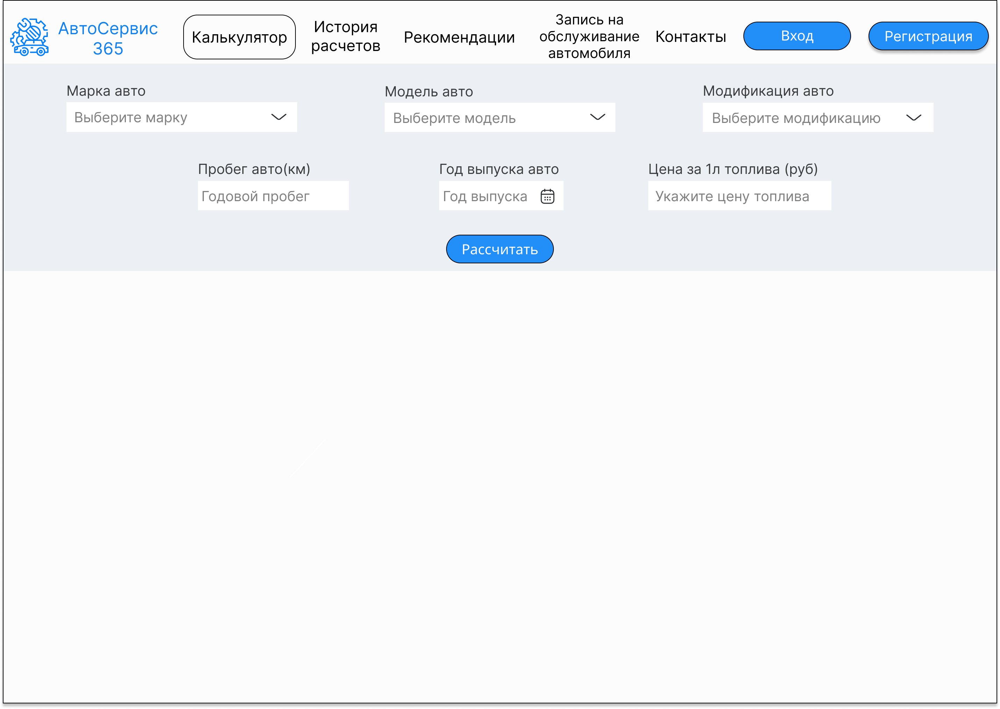 АвтоСервис
365
Калькулятор
История
расчетов
Рекомендации
Запись на
обслуживание
автомобиля
Контакты
Вход
Регистрация
Марка авто
Модель авто
Модификация авто
Выберите марку
Выберите модель
Выберите модификацию
Пробег авто(км)
Год выпуска авто
Цена за 1л топлива (руб)
Годовой пробег
Год выпуска
Укажите цену топлива
Рассчитать